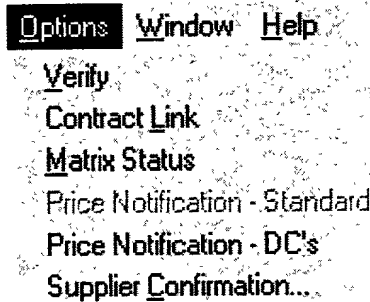 Options Window Help
Verify
Contract Link
Matrix Status
Price Notification - Standard
Price Notification - DC's
Supplier Confirmation...